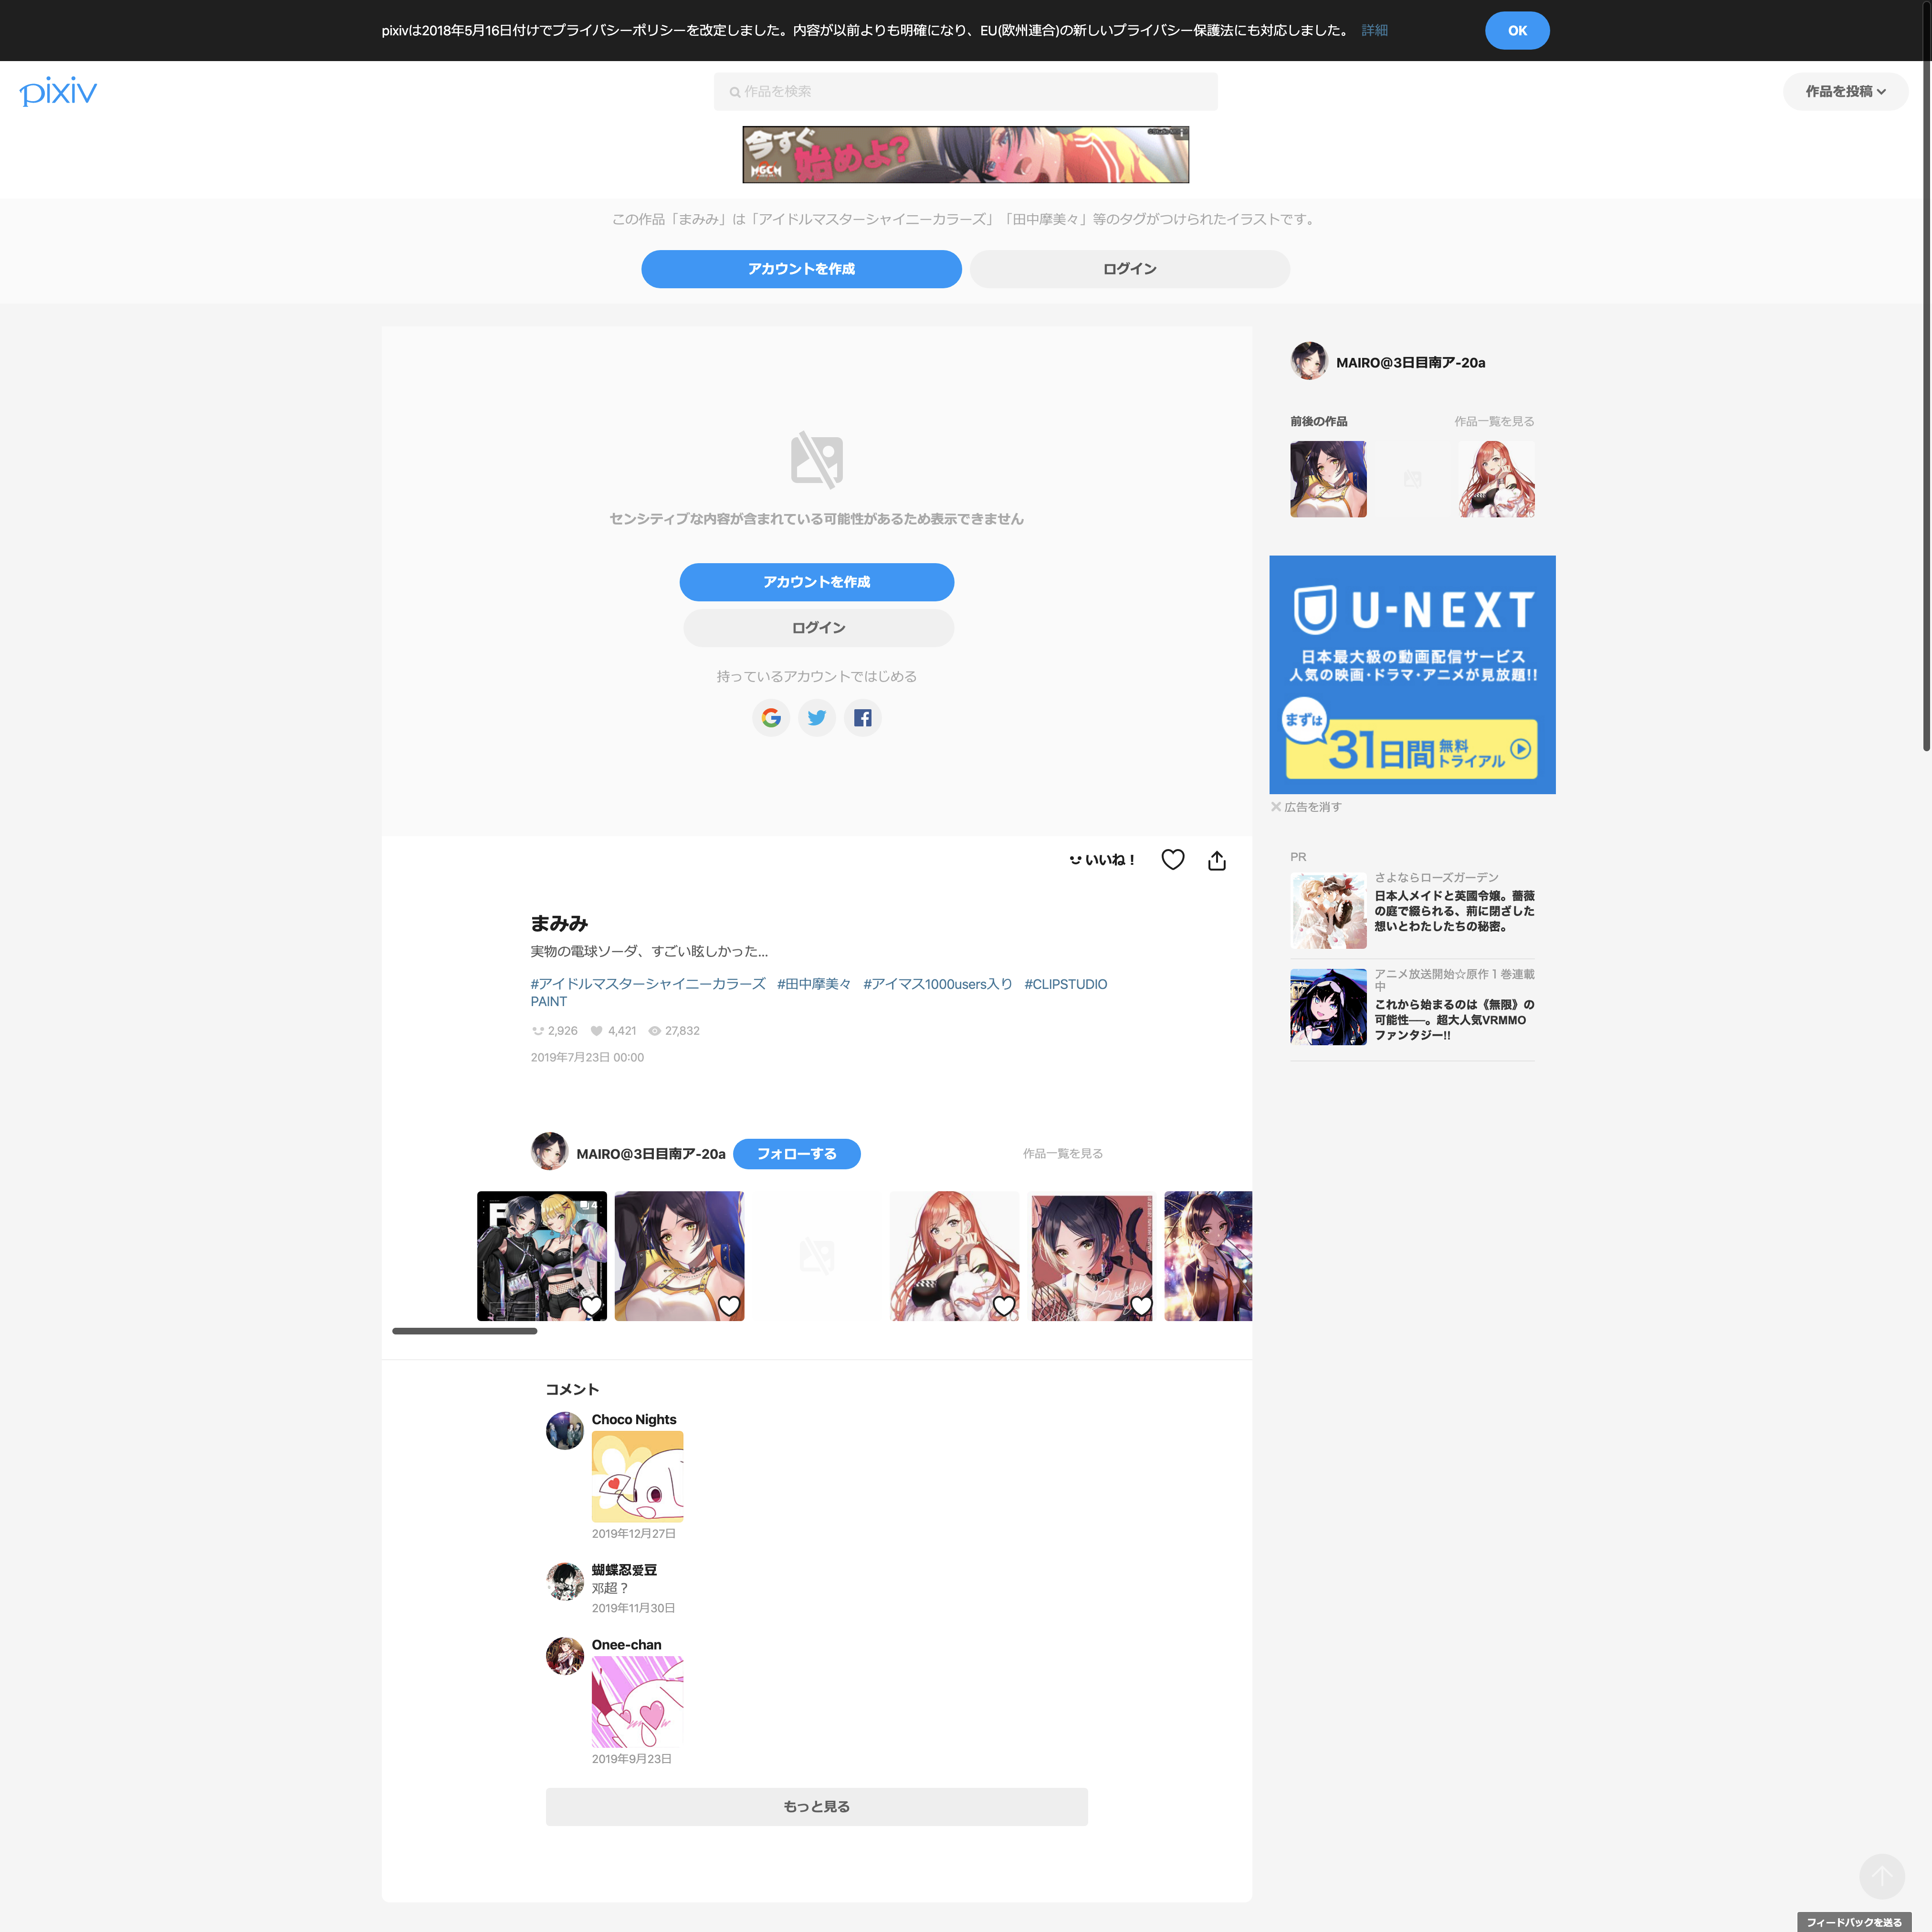 pixivは2018年5月16日付けでプライバシーポリシーを改定しました。内容が以前よりも明確になり、EU(欧州連合)の新しいプライバシー保護法にも対応しました。 詳細
OK
pixiv
作品を検索
作品を投稿
今すぐ
始めよ?
MGCM
この作品「まみみ」は「アイドルマスターシャイニーカラーズ」「田中摩美々」等のタグがつけられたイラストです。
アカウントを作成
ログイン
センシティブな内容が含まれている可能性があるため表示できません
アカウントを作成
ログイン
持っているアカウントではじめる
いいね！
まみみ
実物の電球ソーダ、すごい眩しかった...
#アイドルマスターシャイニーカラーズ #田中摩美々 #アイマス1000users入り #CLIPSTUDIO
PAINT
2,926 4,421 27,832
2019年7月23日 00:00
MAIRO@3日目南ア-20a
フォローする
作品一覧を見る
4
コメント
Choco Nights
2019年12月27日
蝴蝶忍爱豆
邓超？
2019年11月30日
Onee-chan
2019年9月23日
もっと見る
MAIRO@3日目南ア-20a
前後の作品
作品一覧を見る
U-NEXT
日本最大級の動画配信サービス
人気の映画・ドラマ・アニメが見放題!!
まずは
31日間 無料
トライアル
広告を消す
PR
さよならローズガーデン
日本人メイドと英國令嬢。薔薇
の庭で綴られる、荊に閉ざした
想いとわたしたちの秘密。
アニメ放送開始☆原作１巻連載
中
これから始まるのは《無限》の
可能性──。超大人気VRMMO
ファンタジー!!
フィードバックを送る